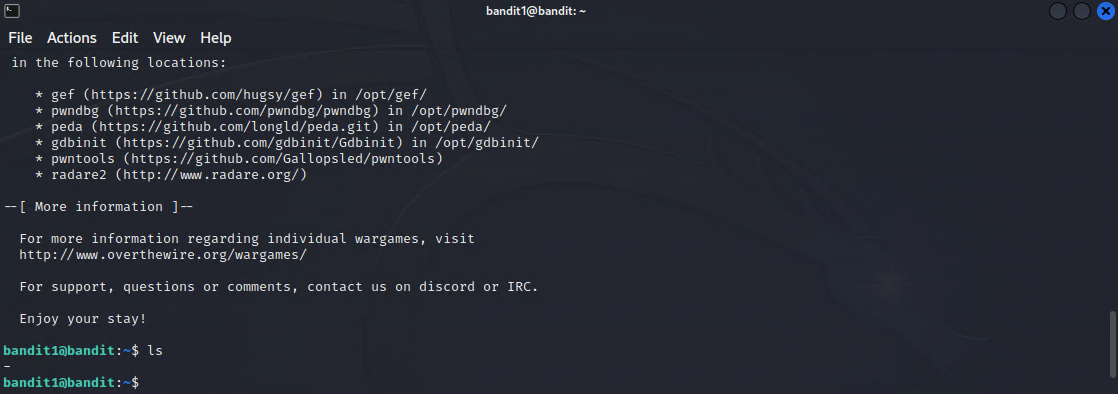 bandit1@bandit: ~
File Actions Edit View Help
in the following locations:
* gef (https://github.com/hugsy/gef) in /opt/gef/
* pwndbg (https://github.com/pwndbg/pwndbg) in /opt/pwndbg/
* peda (https://github.com/longld/peda.git) in /opt/peda/
* gdbinit (https://github.com/gdbinit/Gdbinit) in /opt/gdbinit/
* pwntools (https://github.com/Gallopsled/pwntools)
* radare2 (http://www.radare.org/)
--[ More information ]--
For more information regarding individual wargames, visit
http://www.overthewire.org/wargames/
For support, questions or comments, contact us on discord or IRC.
Enjoy your stay!
bandit1@bandit:~$ ls
-
bandit1@bandit:~$